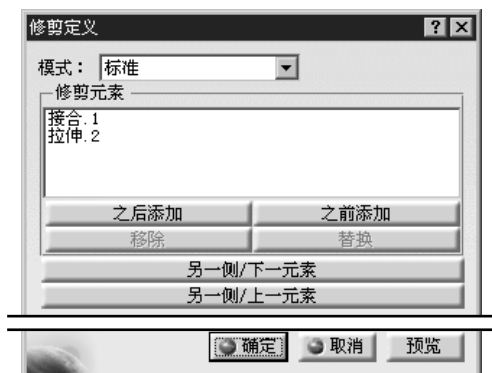 修剪定义
模式： 标准
修剪元素
接合.1
拉伸.2
之后添加 之前添加
移除 替换
另一侧/下一元素
另一侧/上一元素
确定 取消 预览